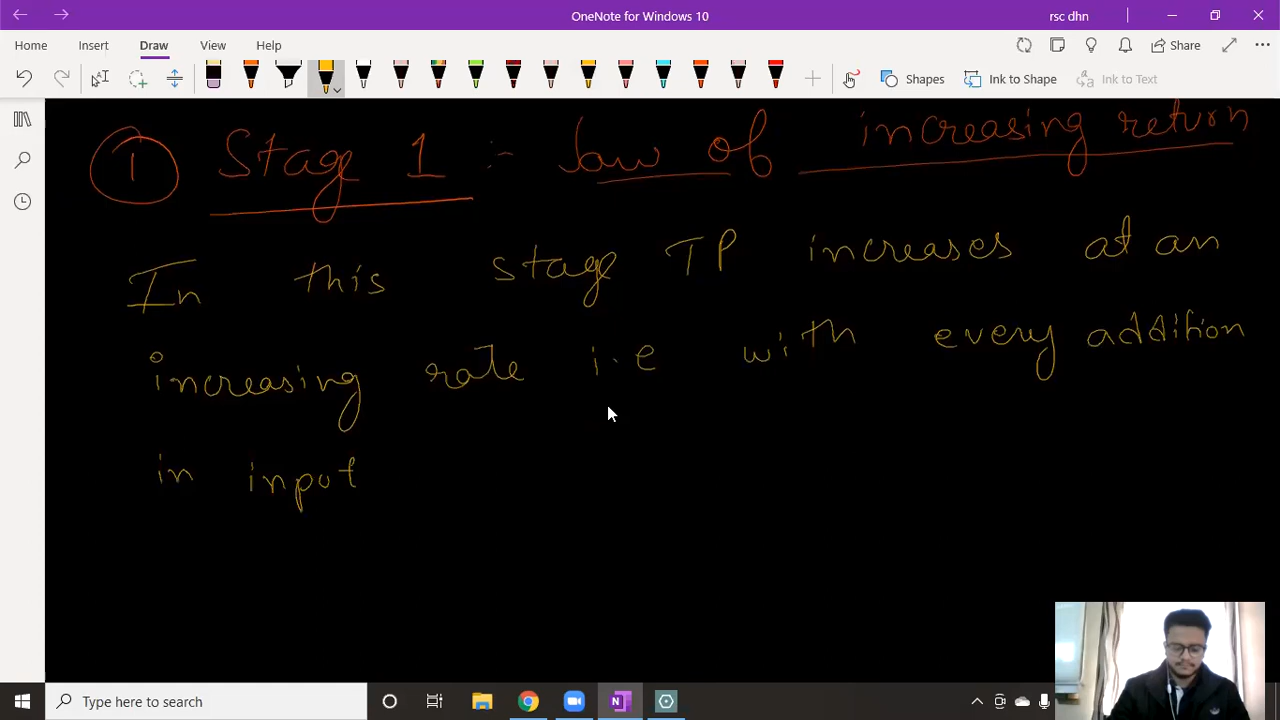 OneNote for Windows 10
rsc dhn
Home Insert Draw View Help
Share
Shapes
Ink to Shape
Ink to Text
1 Stage 1 :- Law of increasing return
In this stage TP increases at an
increasing rate i.e with every addition
in input
Type here to search